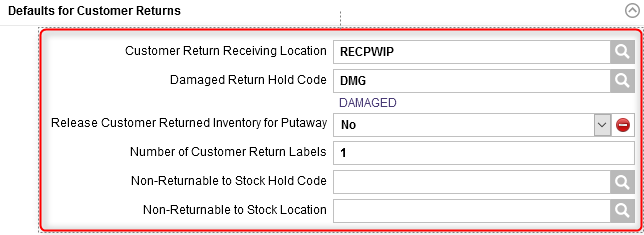 Defaults for Customer Returns
Customer Return Receiving Location RECPWIP
Damaged Return Hold Code DMG
DAMAGED
Release Customer Returned Inventory for Putaway No
Number of Customer Return Labels 1
Non-Returnable to Stock Hold Code
Non-Returnable to Stock Location